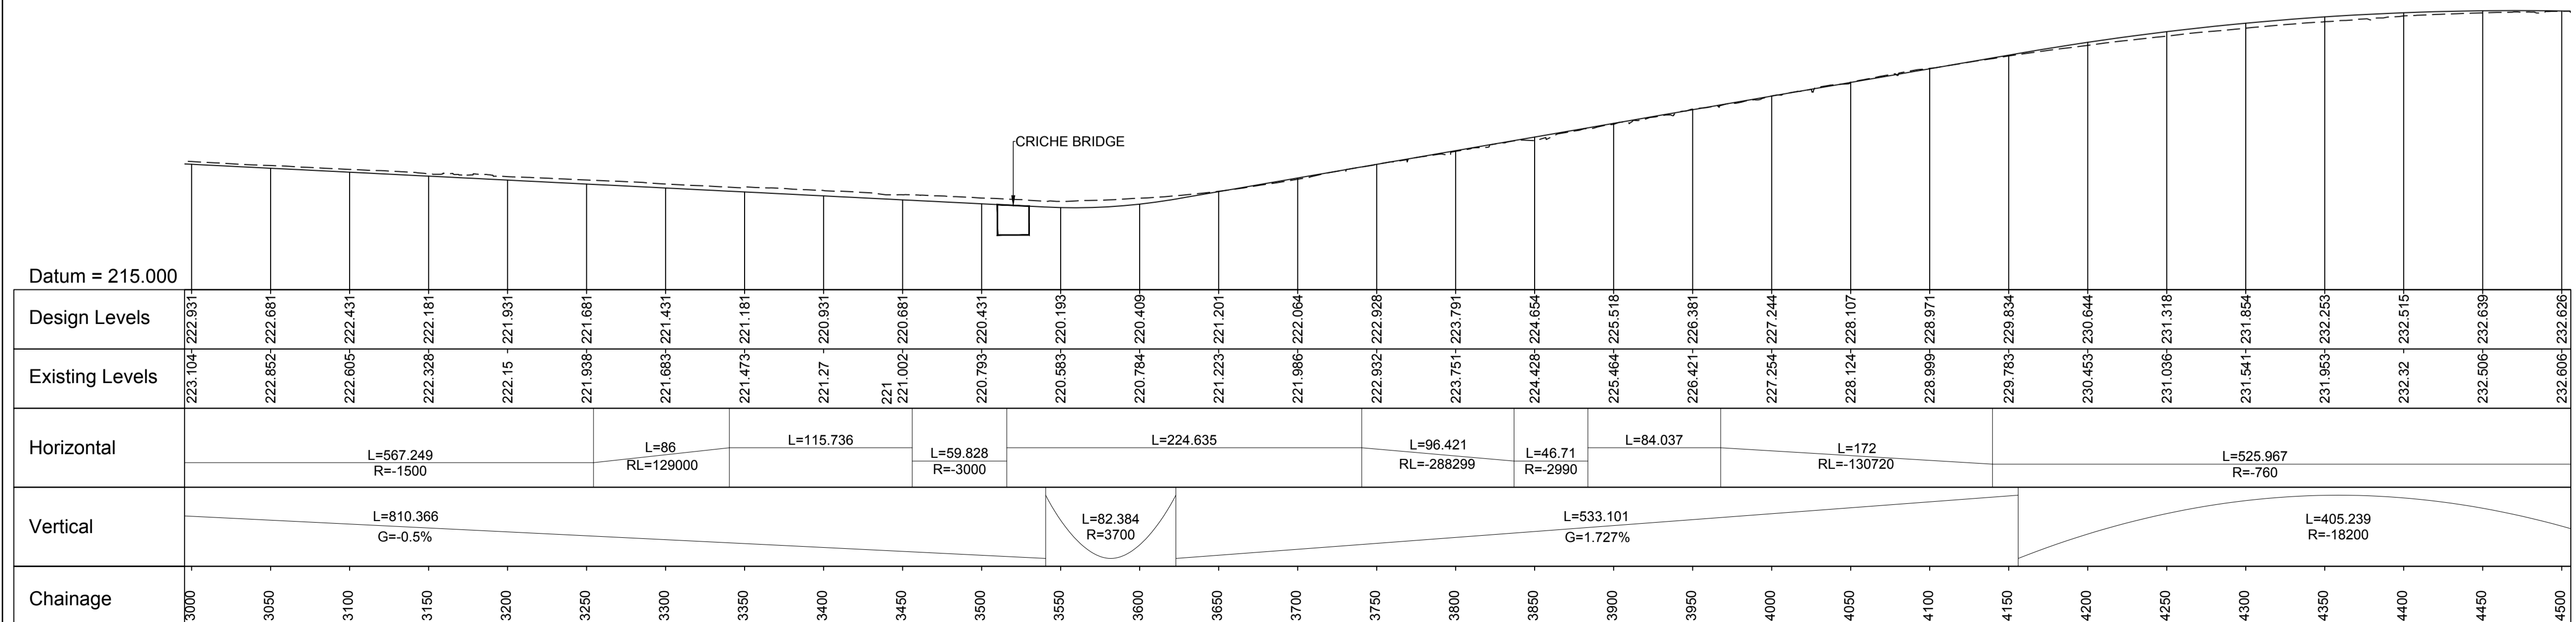 CRICHE BRIDGE
Datum = 215.000
Design Levels
222.931 222.681 222.431 222.181 221.931 221.681 221.431 221.181 220.931 220.681 220.431 220.193 220.409 221.201 222.064 222.928 223.791 224.654 225.518 226.381 227.244 228.107 228.971 229.834 230.644 231.318 231.854 232.253 232.515 232.639 232.626
Existing Levels
223.104 222.852 222.605 222.328 222.15 221.938 221.683 221.473 221.27 221 221.002 220.793 220.583 220.784 221.223 221.986 222.932 223.751 224.428 225.464 226.421 227.254 228.124 228.999 229.783 230.453 231.036 231.541 231.953 232.32 232.506 232.606
Horizontal
L=567.249
R=-1500
L=86
RL=129000
L=115.736
L=59.828
R=-3000
L=224.635
L=96.421
RL=-288299
L=46.71
R=-2990
L=84.037
L=172
RL=-130720
L=525.967
R=-760
Vertical
L=810.366
G=-0.5%
L=82.384
R=3700
L=533.101
G=1.727%
L=405.239
R=-18200
Chainage
3000 3050 3100 3150 3200 3250 3300 3350 3400 3450 3500 3550 3600 3650 3700 3750 3800 3850 3900 3950 4000 4050 4100 4150 4200 4250 4300 4350 4400 4450 4500